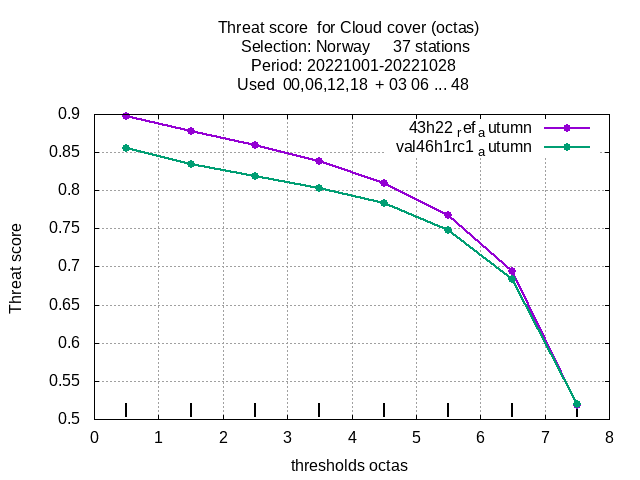 Threat score  for Cloud cover (octas)
Selection: Norway     37 stations
Period: 20221001-20221028
Used  00,06,12,18  + 03 06 ... 48
43h22 ref a utumn
val46h1rc1 a utumn
0.9
0.85
0.8
0.75
0.7
0.65
0.6
0.55
0.5
Threat score
0 1 2 3 4 5 6 7 8
thresholds octas